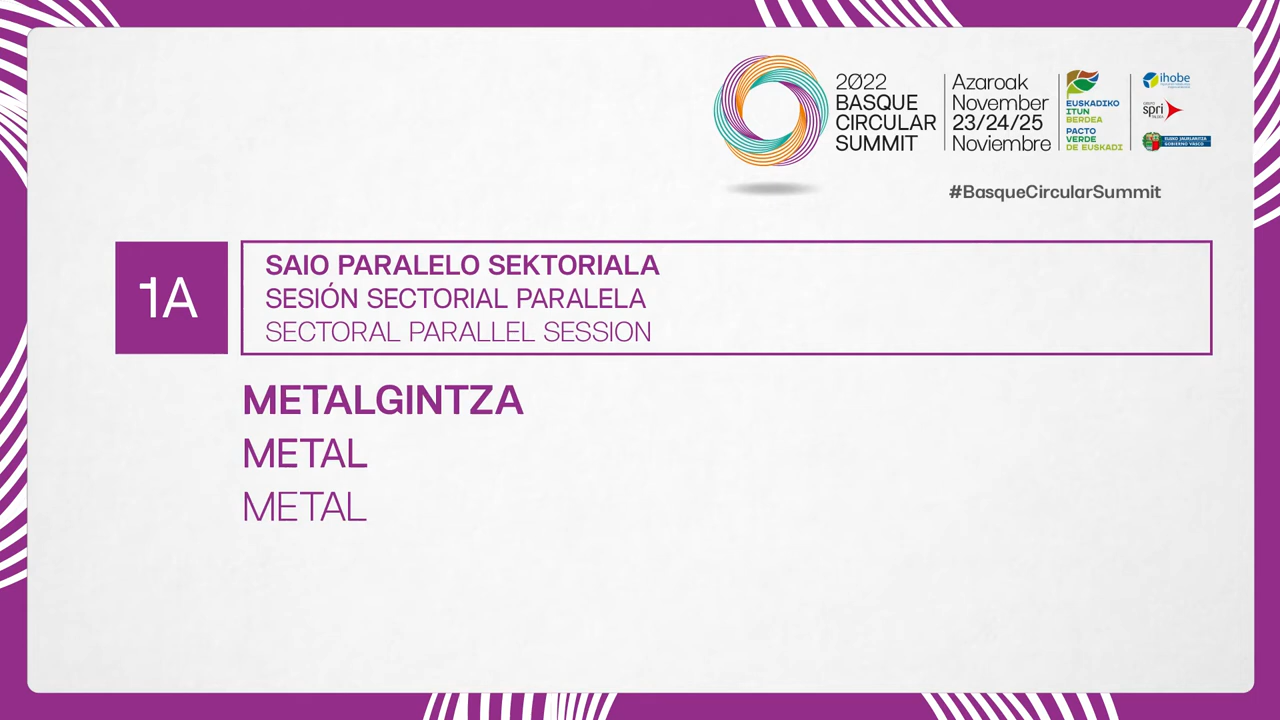 2022
BASQUE
CIRCULAR
SUMMIT
Azaroak
November
23/24/25
Noviembre
EUSKADIKO
ITUN
BERDEA
PACTO
VERDE
DE EUSKADI
ihobe
spri
EUSKO JAURLARITZA
GOBIERNO VASCO
#BasqueCircularSummit
1A
SAIO PARALELO SEKTORIALA
SESIÓN SECTORIAL PARALELA
SECTORAL PARALLEL SESSION
METALGINTZA
METAL
METAL